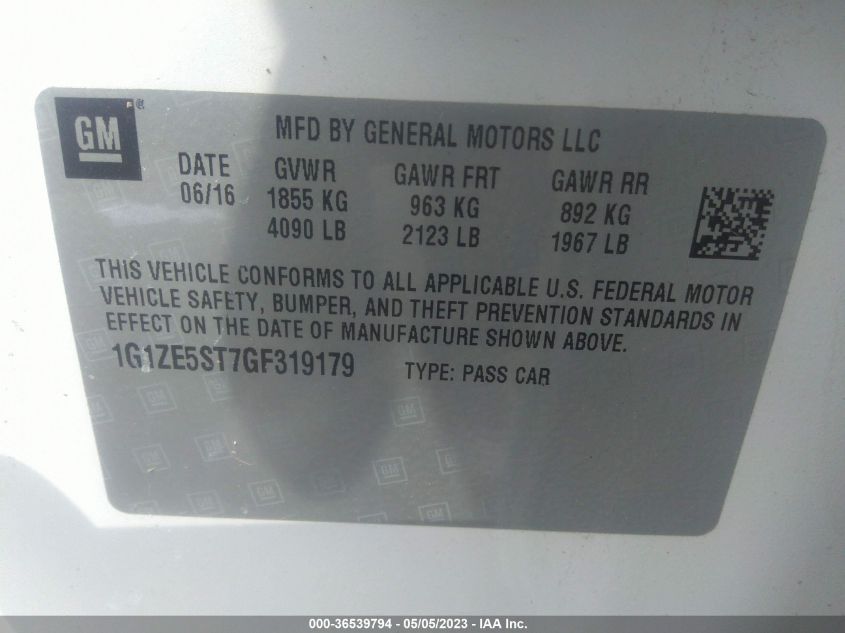 GM ®
MFD BY GENERAL MOTORS LLC
DATE GVWR GAWR FRT GAWR RR
06/16 1855 KG 963 KG 892 KG
4090 LB 2123 LB 1967 LB
THIS VEHICLE CONFORMS TO ALL APPLICABLE U.S. FEDERAL MOTOR
VEHICLE SAFETY, BUMPER, AND THEFT PREVENTION STANDARDS IN
EFFECT ON THE DATE OF MANUFACTURE SHOWN ABOVE.
1G1ZE5ST7GF319179 TYPE: PASS CAR
000-36539794 - 05/05/2023 - IAA Inc.